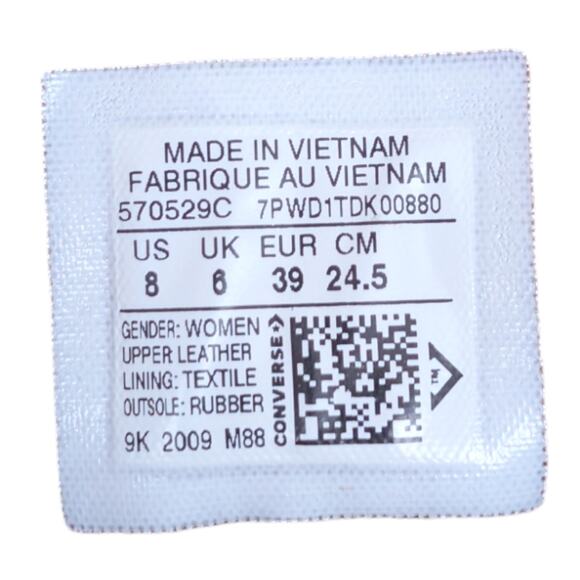 MADE IN VIETNAM
FABRIQUE AU VIETNAM
570529C 7PWD1TDK00880
US UK EUR CM
8 6 39 24.5
GENDER: WOMEN
UPPER LEATHER
LINING: TEXTILE
OUTSOLE: RUBBER
9K 2009 M88
CONVERSE
TM